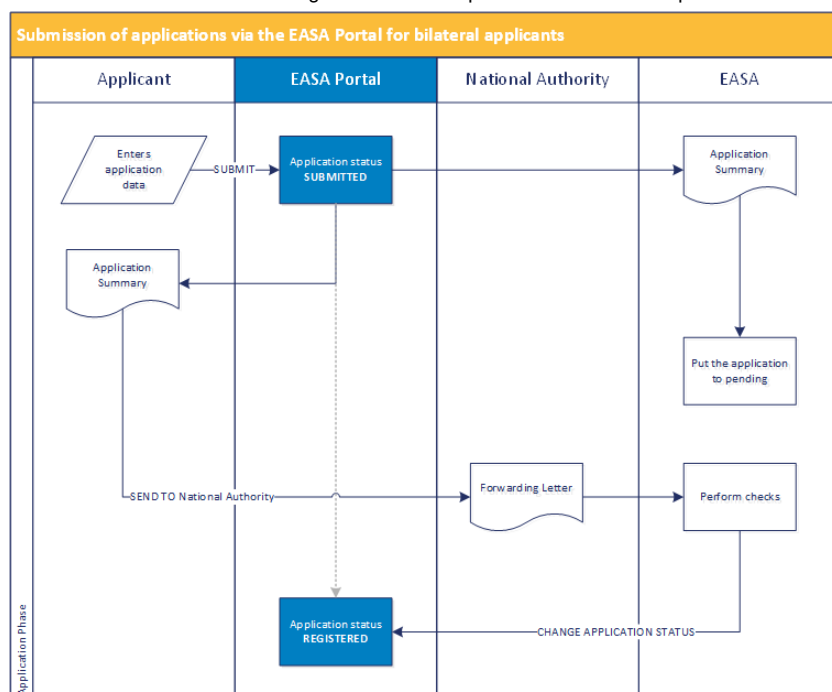 Submission of applications via the EASA Portal for bilateral applicants
Applicant
EASA Portal
National Authority
EASA
Enters
application
data
SUBMIT
Application status
SUBMITTED
Application
Summary
Application
Summary
Put the application
to pending
SEND TO National Authority
Forwarding Letter
Perform checks
Application status
REGISTERED
CHANGE APPLICATION STATUS
Application Phase